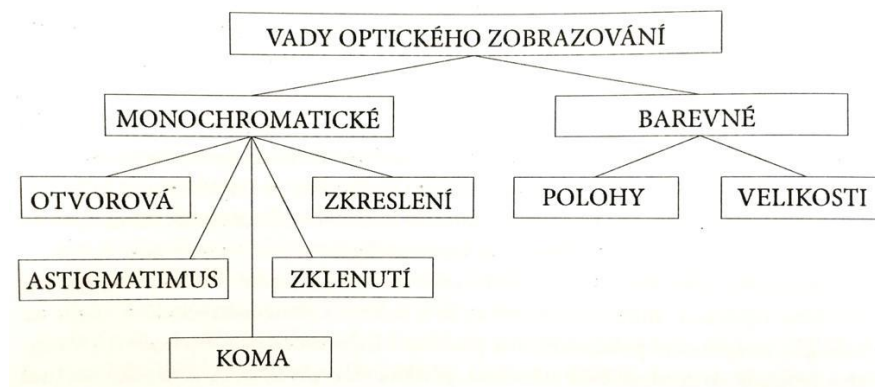 VADY OPTICKÉHO ZOBRAZOVÁNÍ
MONOCHROMATICKÉ
BAREVNÉ
OTVOROVÁ
ZKRESLENÍ
POLOHY
VELIKOSTI
ASTIGMATIMUS
ZKLENUTÍ
KOMA